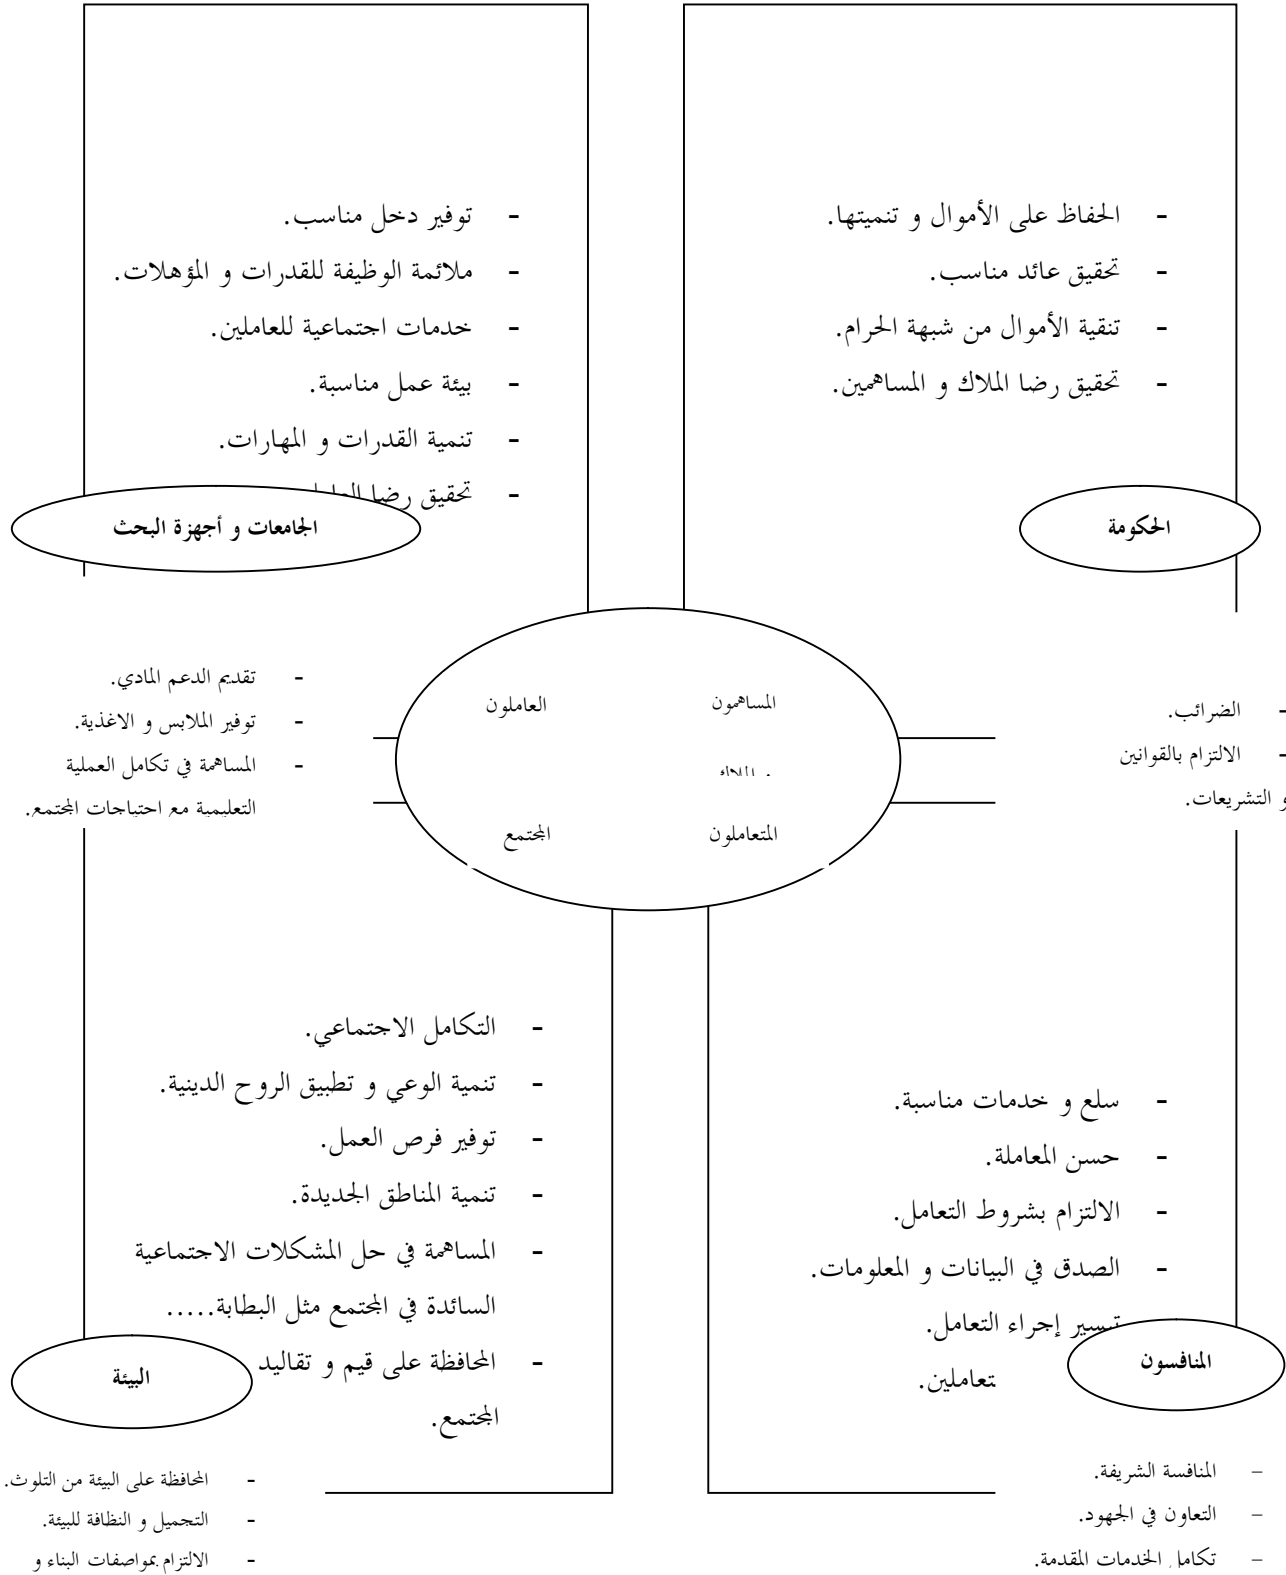 - الحفاظ على الأموال و تنميتها.
- تحقيق عائد مناسب.
- تنقية الأموال من شبهة الحرام.
- تحقيق رضا الملاك و المساهمين.
- توفير دخل مناسب.
- ملائمة الوظيفة للقدرات و المؤهلات.
- خدمات اجتماعية للعاملين.
- بيئة عمل مناسبة.
- تنمية القدرات و المهارات.
- تحقيق رضا
الحكومة
الجامعات و أجهزة البحث
- الضرائب.
- الالتزام بالقوانين
و التشريعات.
المساهمون
و الملاك
العاملون
المتعاملون
المجتمع
- تقديم الدعم المادي.
- توفير الملابس و الاغذية.
- المساهمة في تكامل العملية
التعليمية مع احتياجات المجتمع.
- سلع و خدمات مناسبة.
- حسن المعاملة.
- الالتزام بشروط التعامل.
- الصدق في البيانات و المعلومات.
تيسير إجراء التعامل.
تعاملين.
- التكامل الاجتماعي.
- تنمية الوعي و تطبيق الروح الدينية.
- توفير فرص العمل.
- تنمية المناطق الجديدة.
- المساهمة في حل المشكلات الاجتماعية
السائدة في المجتمع مثل البطابة.....
- المحافظة على قيم و تقاليد
المجتمع.
المنافسون
البيئة
- المنافسة الشريفة.
- التعاون في الجهود.
- تكامل الخدمات المقدمة.
- المحافظة على البيئة من التلوث.
- التجميل و النظافة للبيئة.
- الالتزام بمواصفات البناء و